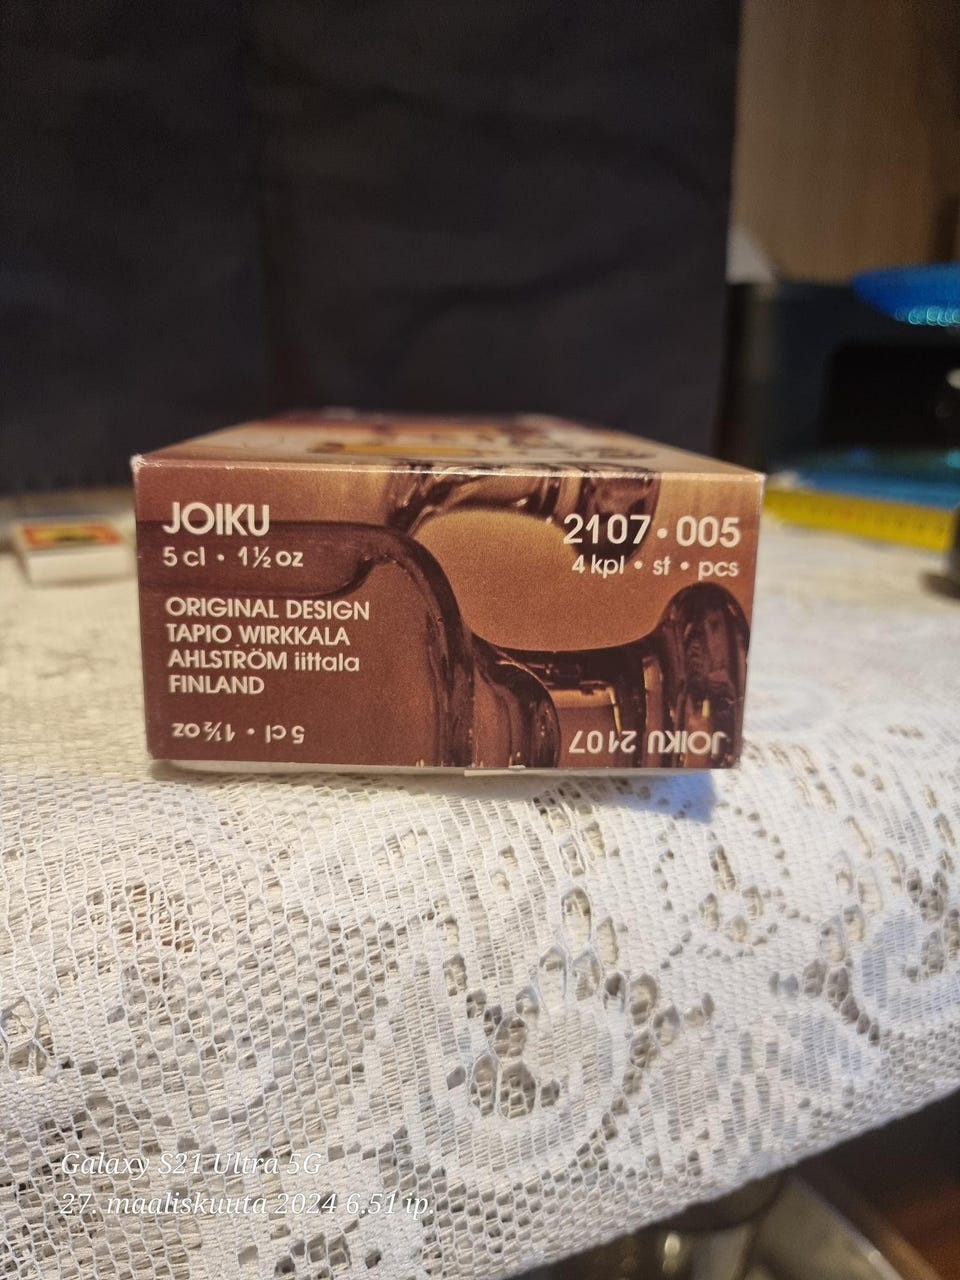 JOIKU
5 cl • 1½ oz
2107 • 005
4 kpl • st • pcs
ORIGINAL DESIGN
TAPIO WIRKKALA
AHLSTRÖM iittala
FINLAND
5 cl • 1½ oz
JOIKU 2107
Galaxy S21 Ultra 5G
27. maaliskuuta 2024 6.51 ip.